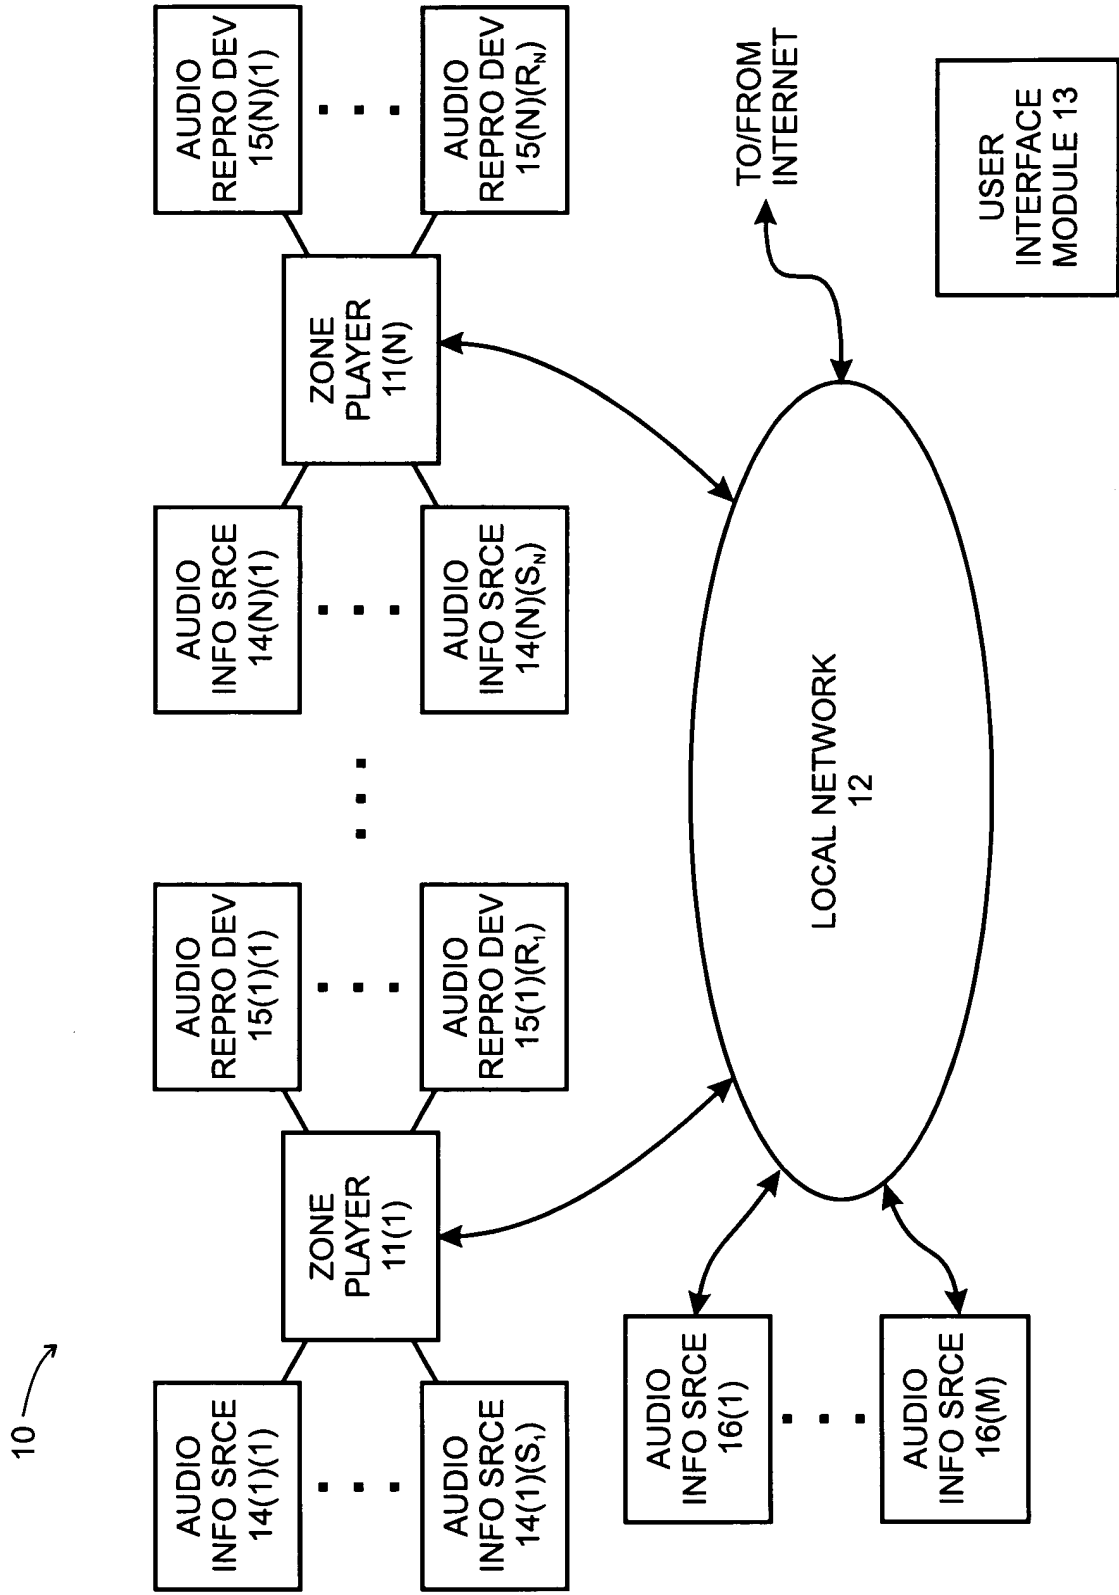 10
AUDIO
INFO SRCE
14(1)(1)
AUDIO
INFO SRCE
14(1)(S₁)
ZONE
PLAYER
11(1)
AUDIO
REPRO DEV
15(1)(1)
AUDIO
REPRO DEV
15(1)(R₁)
AUDIO
INFO SRCE
14(N)(1)
AUDIO
INFO SRCE
14(N)(S_N)
ZONE
PLAYER
11(N)
AUDIO
REPRO DEV
15(N)(1)
AUDIO
REPRO DEV
15(N)(R_N)
AUDIO
INFO SRCE
16(1)
AUDIO
INFO SRCE
16(M)
LOCAL NETWORK
12
TO/FROM
INTERNET
USER
INTERFACE
MODULE 13